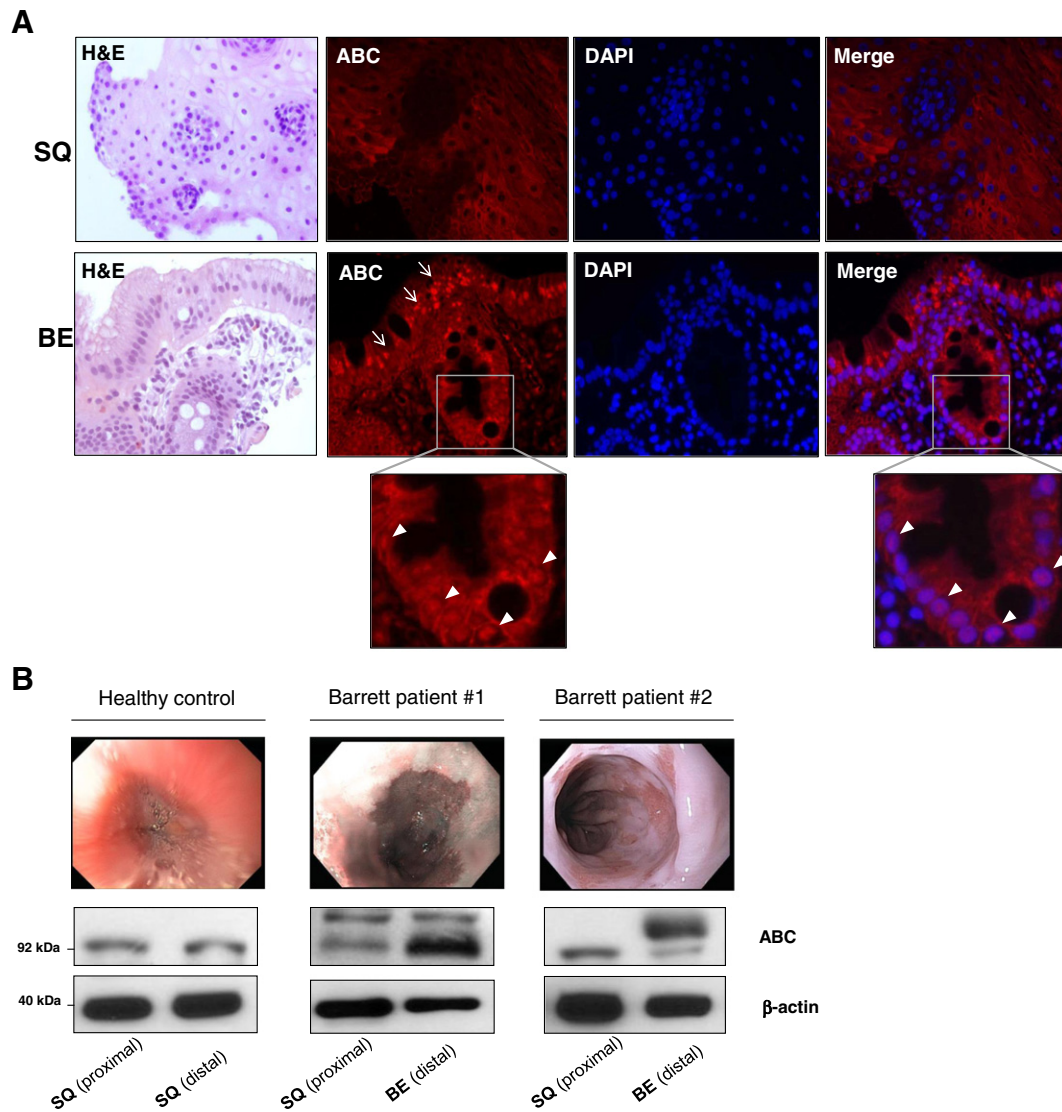 A
H&E ABC DAPI Merge
SQ
H&E ABC DAPI Merge
BE
B
Healthy control Barrett patient #1 Barrett patient #2
92 kDa ABC
40 kDa β-actin
SQ (proximal) SQ (distal) SQ (proximal) BE (distal) SQ (proximal) BE (distal)